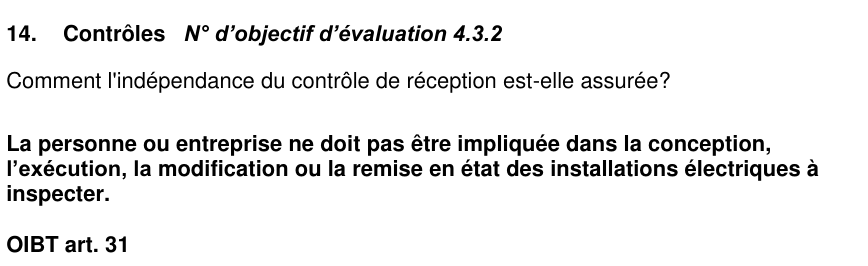 14. Contrôles N° d’objectif d’évaluation 4.3.2
Comment l'indépendance du contrôle de réception est-elle assurée?
La personne ou entreprise ne doit pas être impliquée dans la conception,
l’exécution, la modification ou la remise en état des installations électriques à
inspecter.
OIBT art. 31